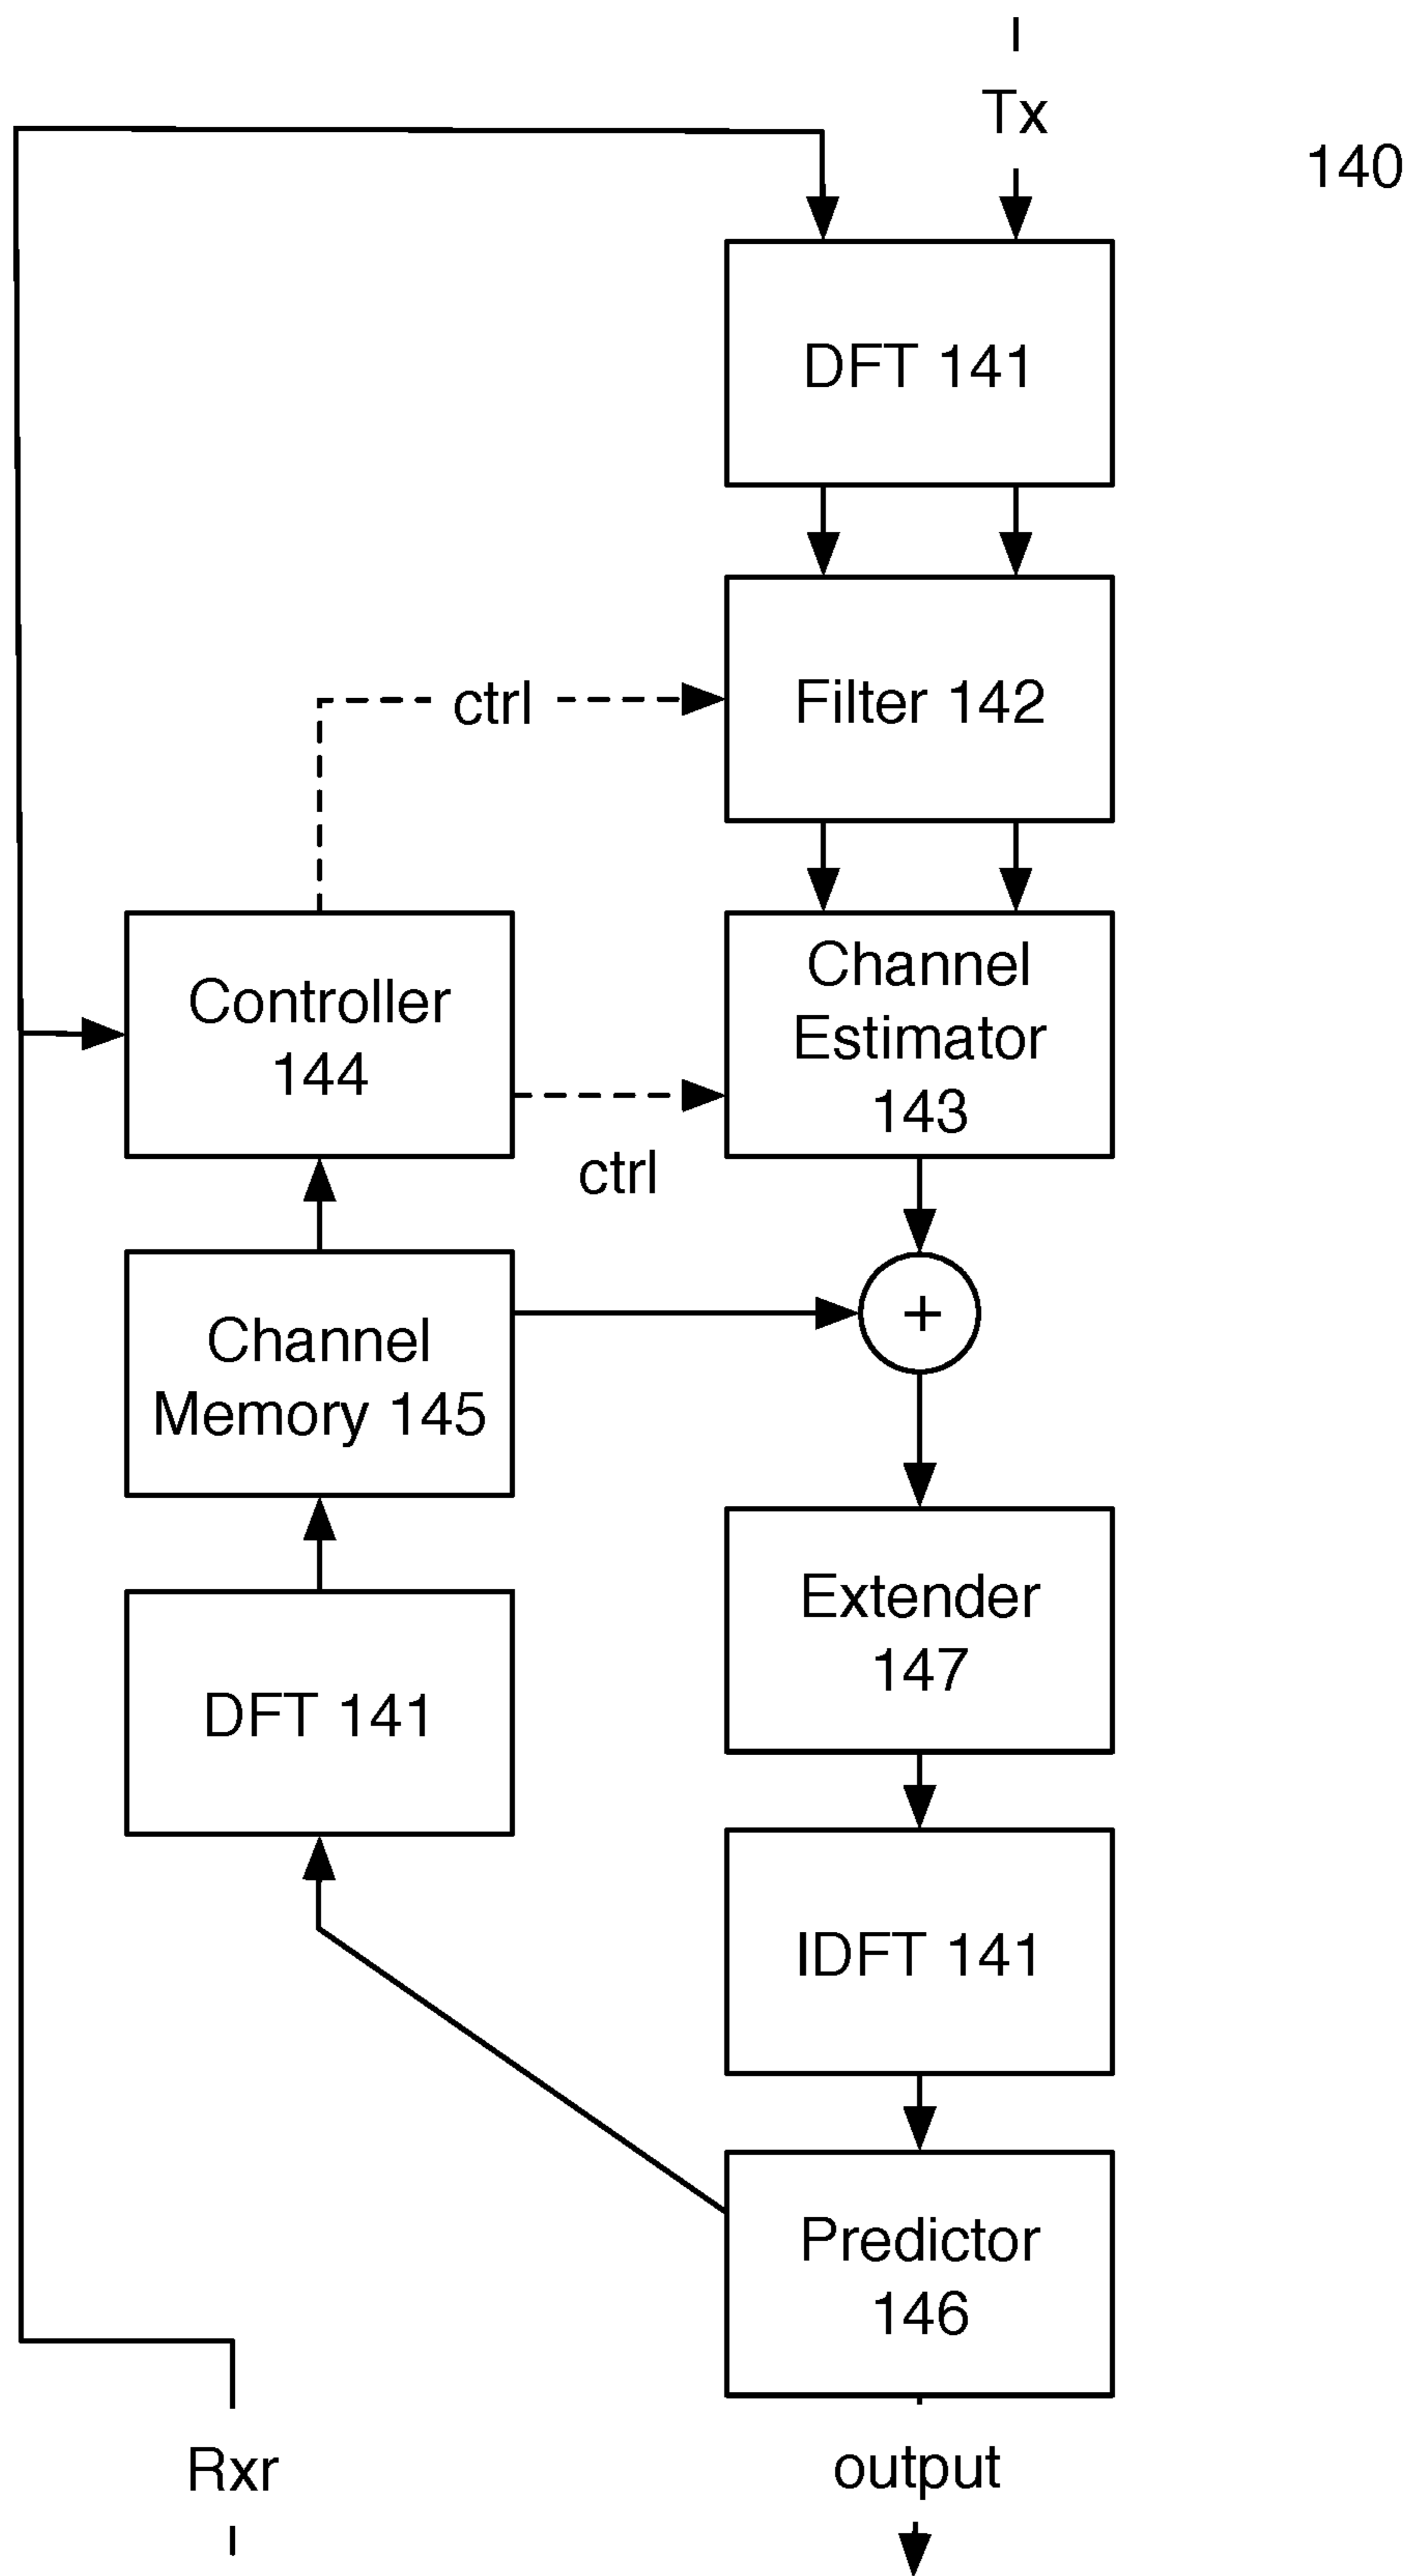 Tx
140
DFT 141
Filter 142
ctrl
Channel
Estimator
143
Controller
144
ctrl
+
Channel
Memory 145
Extender
147
DFT 141
IDFT 141
Predictor
146
Rxr
output